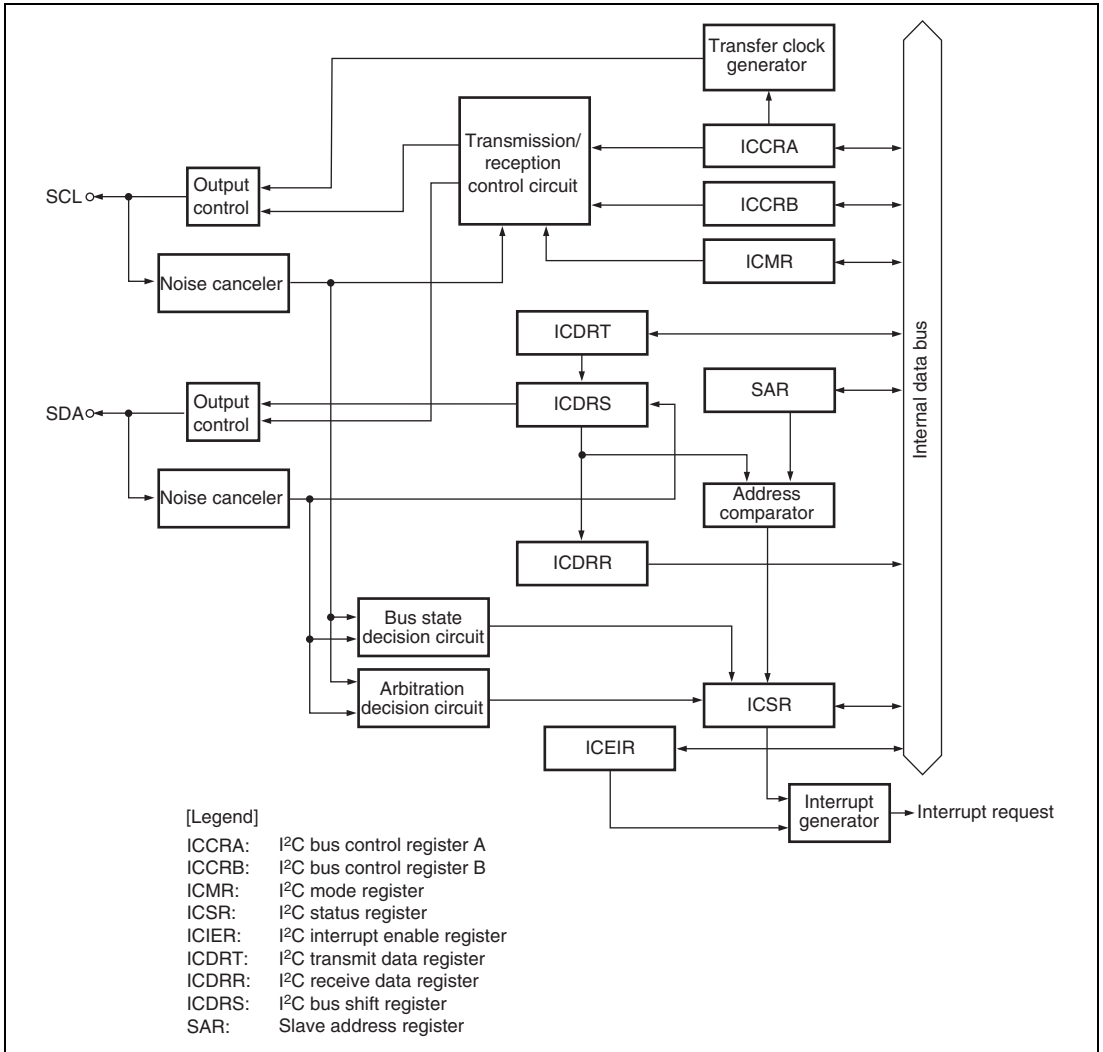 Transfer clock
generator
Transmission/
reception
control circuit
ICCRA
SCL
Output
control
ICCRB
ICMR
Noise canceler
ICDRT
Internal data bus
SAR
SDA
Output
control
ICDRS
Noise canceler
Address
comparator
ICDRR
Bus state
decision circuit
Arbitration
decision circuit
ICSR
ICEIR
Interrupt
generator
Interrupt request
[Legend]
ICCRA: I²C bus control register A
ICCRB: I²C bus control register B
ICMR: I²C mode register
ICSR: I²C status register
ICIER: I²C interrupt enable register
ICDRT: I²C transmit data register
ICDRR: I²C receive data register
ICDRS: I²C bus shift register
SAR: Slave address register